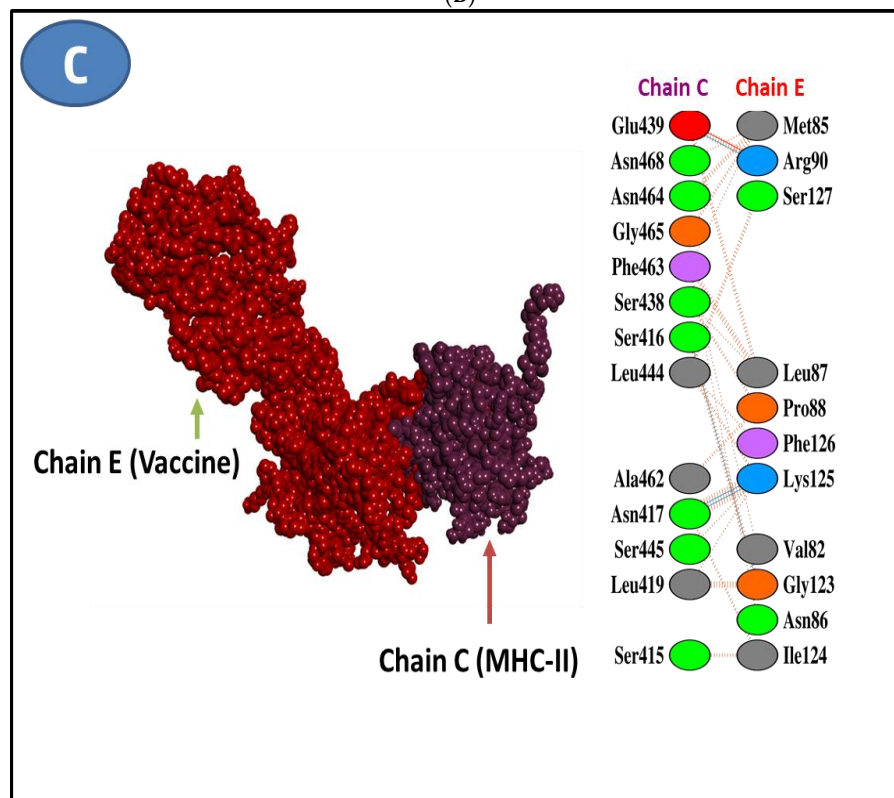 (B)
C
Chain C Chain E
Glu439 Met85
Asn468 Arg90
Asn464 Ser127
Gly465
Phe463
Ser438
Ser416
Leu444 Leu87
Pro88
Phe126
Ala462 Lys125
Asn417
Ser445 Val82
Leu419 Gly123
Asn86
Ser415 Ile124
Chain E (Vaccine)
Chain C (MHC-II)